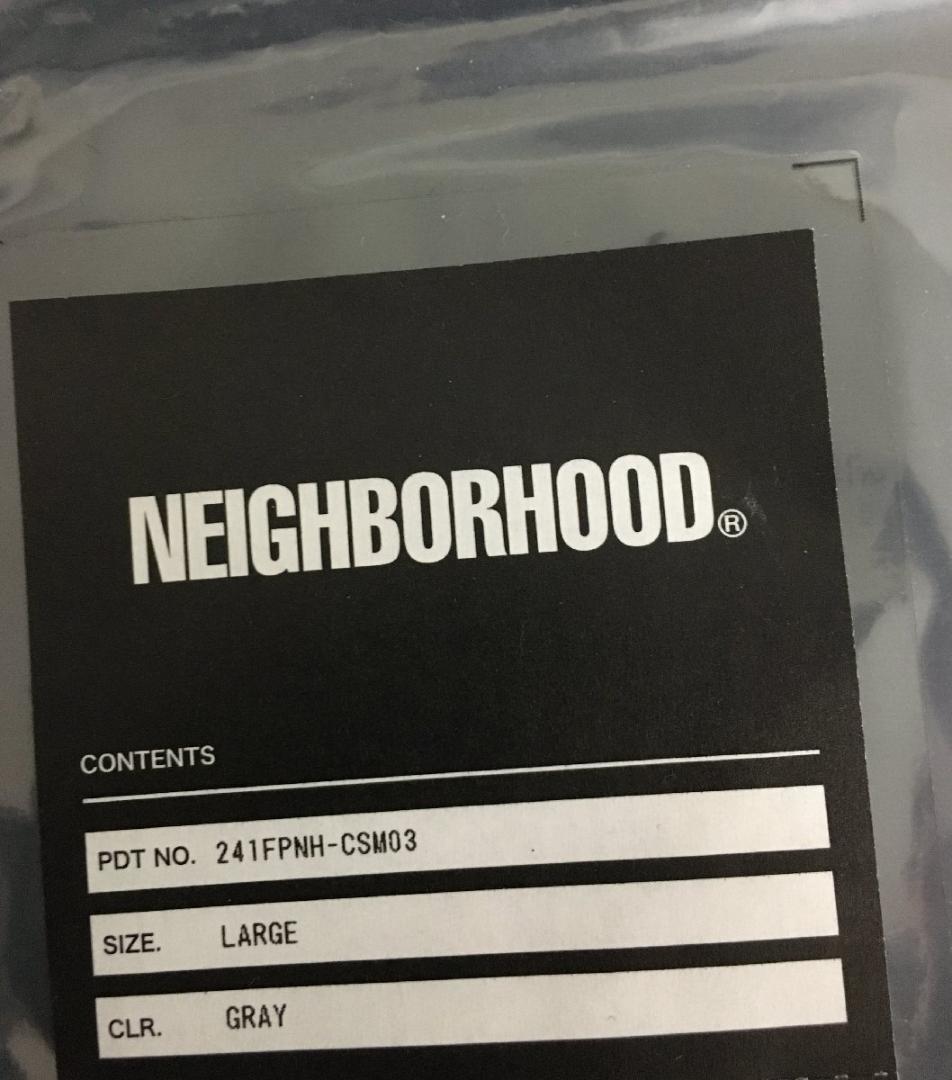 NEIGHBORHOOD®
CONTENTS
PDT NO. 241FPNH-CSM03
SIZE. LARGE
CLR. GRAY